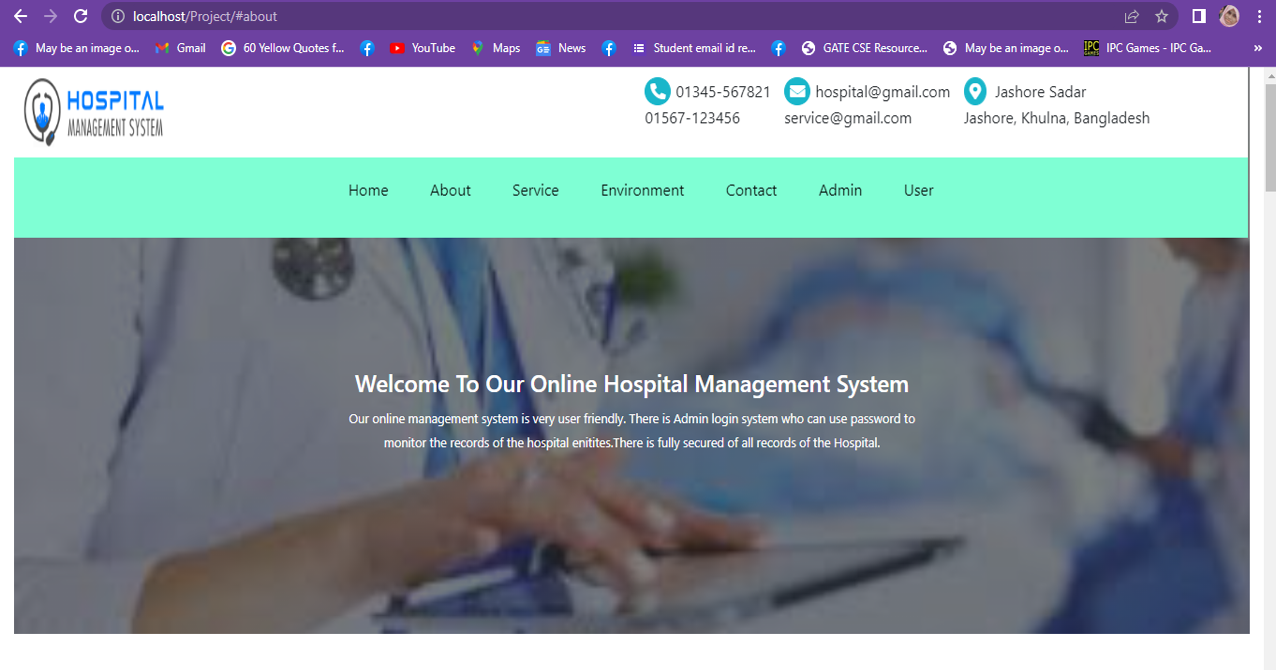 localhost/Project/#about
May be an image o... Gmail 60 Yellow Quotes f... YouTube Maps News Student email id re... GATE CSE Resource... May be an image o... IPC Games - IPC Ga... »
HOSPITAL
MANAGEMENT SYSTEM
01345-567821 hospital@gmail.com Jashore Sadar
01567-123456 service@gmail.com Jashore, Khulna, Bangladesh
Home About Service Environment Contact Admin User
Welcome To Our Online Hospital Management System
Our online management system is very user friendly. There is Admin login system who can use password to
monitor the records of the hospital enitites.There is fully secured of all records of the Hospital.